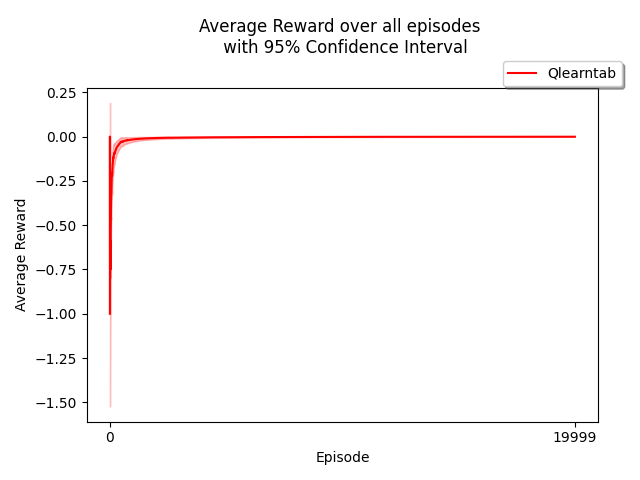 Average Reward over all episodes
with 95% Confidence Interval
Qlearntab
0.25
0.00
−0.25
−0.50
−0.75
−1.00
−1.25
−1.50
Average Reward
0
19999
Episode